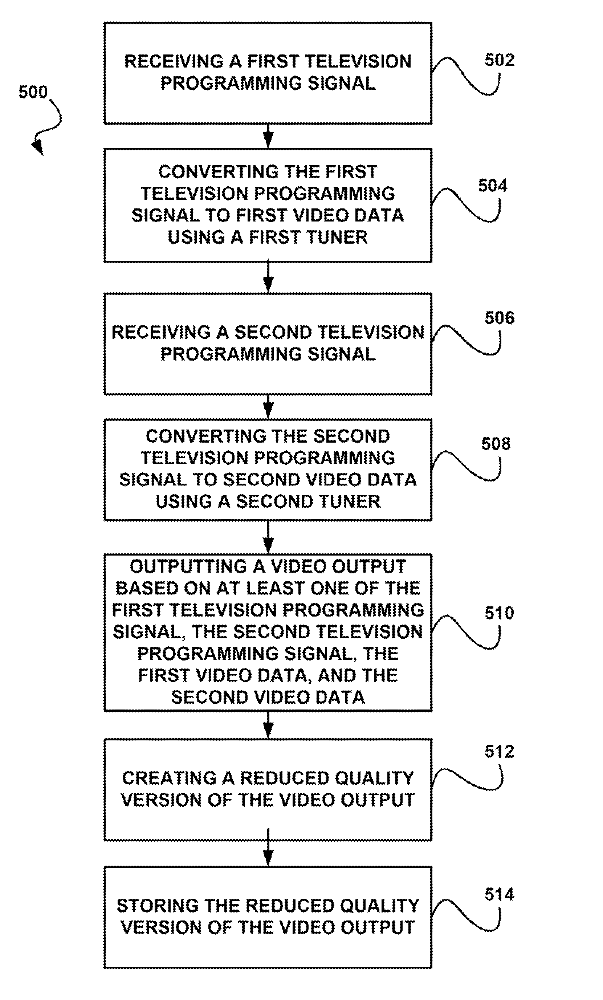 RECEIVING A FIRST TELEVISION
PROGRAMMING SIGNAL
502
500
CONVERTING THE FIRST
TELEVISION PROGRAMMING
SIGNAL TO FIRST VIDEO DATA
USING A FIRST TUNER
504
RECEIVING A SECOND TELEVISION
PROGRAMMING SIGNAL
506
CONVERTING THE SECOND
TELEVISION PROGRAMMING
SIGNAL TO SECOND VIDEO DATA
USING A SECOND TUNER
508
OUTPUTTING A VIDEO OUTPUT
BASED ON AT LEAST ONE OF THE
FIRST TELEVISION PROGRAMMING
SIGNAL, THE SECOND TELEVISION
PROGRAMMING SIGNAL, THE
FIRST VIDEO DATA, AND THE
SECOND VIDEO DATA
510
CREATING A REDUCED QUALITY
VERSION OF THE VIDEO OUTPUT
512
STORING THE REDUCED QUALITY
VERSION OF THE VIDEO OUTPUT
514